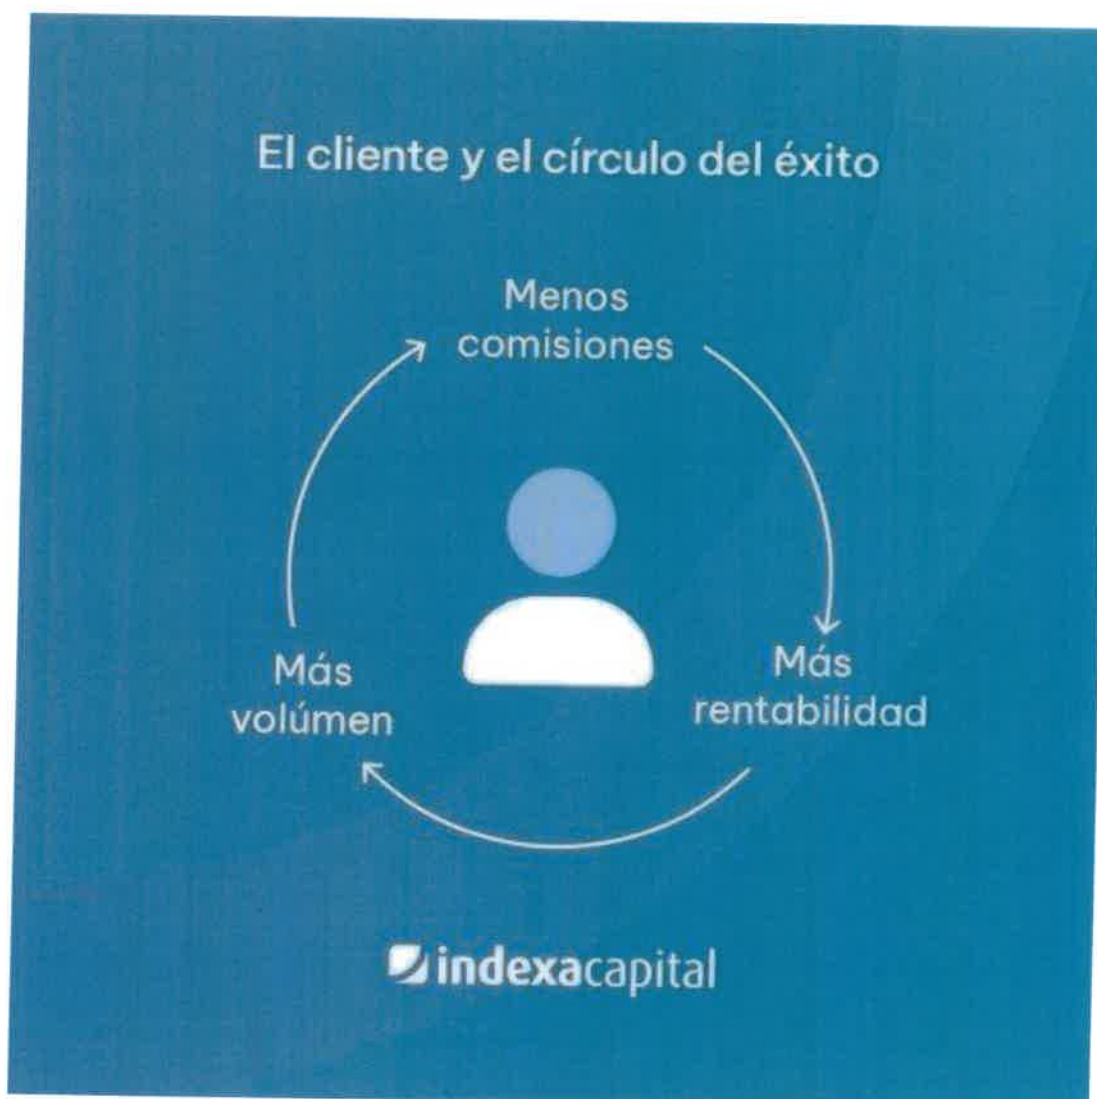 El cliente y el círculo del éxito
Menos
comisiones
Más
rentabilidad
Más
volúmen
indexacapital